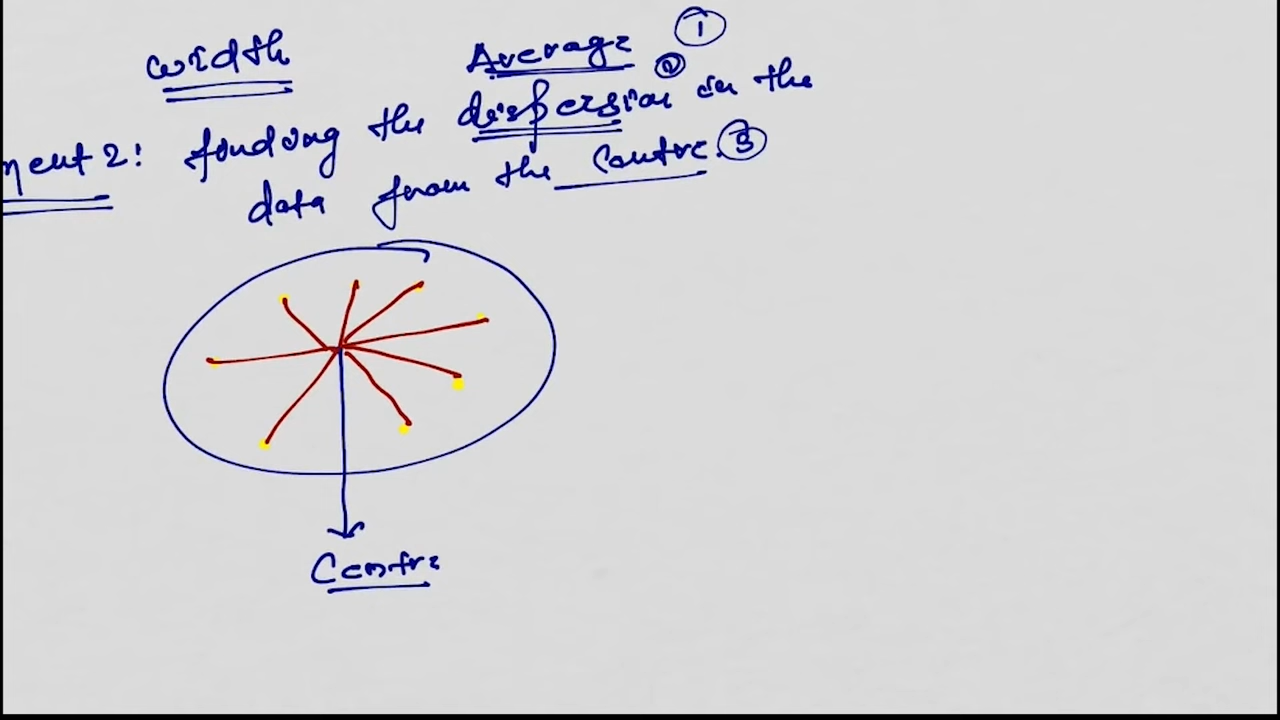 width Average ①
ment 2: finding the dispersion ② in the
data from the Centre. ③
Centre